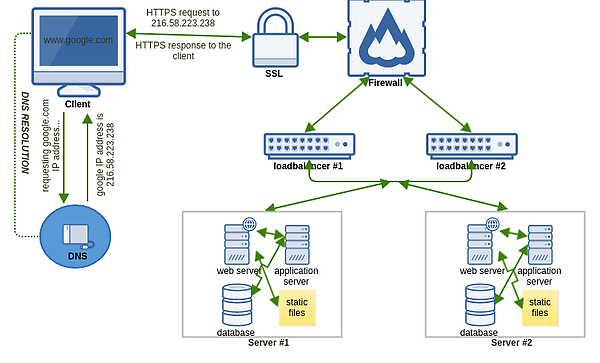 www.google.com
Client
HTTPS request to
216.58.223.238
HTTPS response to the
client
SSL
Firewall
DNS RESOLUTION
requesting google.com
IP address...
google IP address is
216.58.223.238
DNS
loadbalancer #1
loadbalancer #2
web server
application
server
database
static
files
Server #1
web server
application
server
database
static
files
Server #2